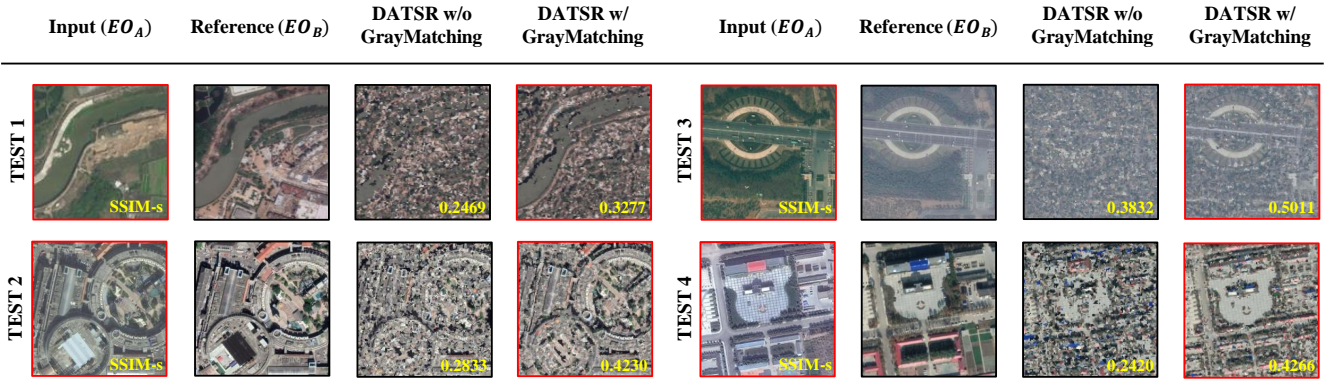 Input (EO_A) Reference (EO_B) DATSR w/o GrayMatching DATSR w/ GrayMatching Input (EO_A) Reference (EO_B) DATSR w/o GrayMatching DATSR w/ GrayMatching
TEST 1
SSIM-s 0.2469 0.3277
TEST 3
SSIM-s 0.3832 0.5011
TEST 2
SSIM-s 0.2833 0.4230
TEST 4
SSIM-s 0.2420 0.4266